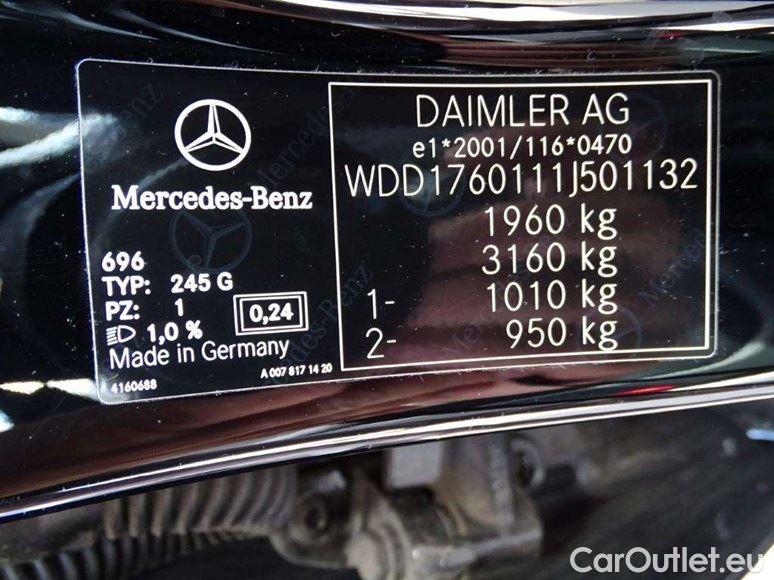 Mercedes-Benz
696
TYP: 245 G
PZ: 1
0,24
1,0 %
Made in Germany
4160688
A 007 817 14 20
DAIMLER AG
e1*2001/116*0470
WDD1760111J501132
1960 kg
3160 kg
1- 1010 kg
2- 950 kg
CarOutlet.eu